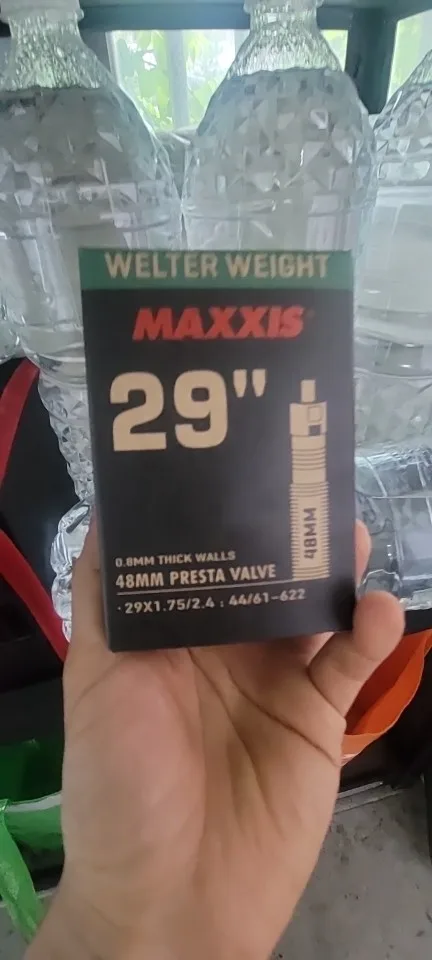 WELTER WEIGHT
MAXXIS
29"
48MM
0.8MM THICK WALLS
48MM PRESTA VALVE
·29X1.75/2.4 : 44/61-622